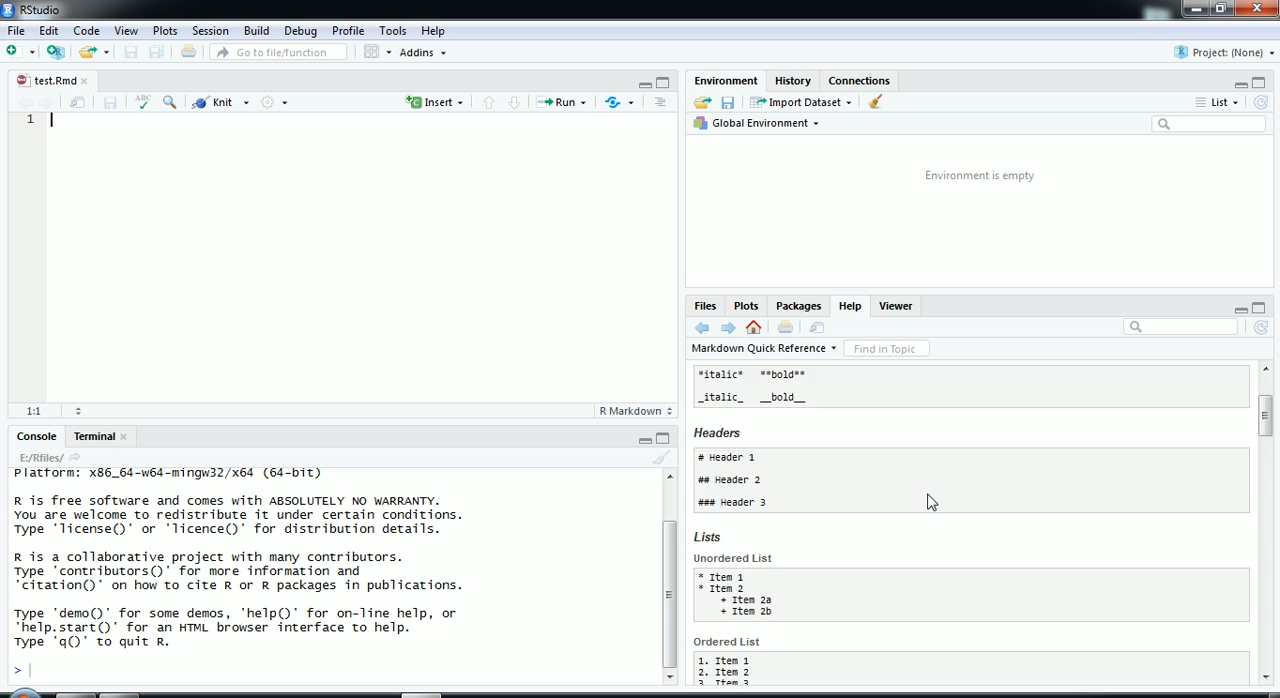 RStudio
File Edit Code View Plots Session Build Debug Profile Tools Help
Go to file/function Addins Project: (None)
test.Rmd
ABC Knit Insert Run
1
1:1 R Markdown
Console Terminal
E:/Rfiles/
Platform: x86_64-w64-mingw32/x64 (64-bit)
R is free software and comes with ABSOLUTELY NO WARRANTY.
You are welcome to redistribute it under certain conditions.
Type 'license()' or 'licence()' for distribution details.
R is a collaborative project with many contributors.
Type 'contributors()' for more information and
'citation()' on how to cite R or R packages in publications.
Type 'demo()' for some demos, 'help()' for on-line help, or
'help.start()' for an HTML browser interface to help.
Type 'q()' to quit R.
>
Environment History Connections
Import Dataset List
Global Environment
Environment is empty
Files Plots Packages Help Viewer
Markdown Quick Reference Find in Topic
*italic* **bold**
_italic_ __bold__
Headers
# Header 1
## Header 2
### Header 3
Lists
Unordered List
* Item 1
* Item 2
+ Item 2a
+ Item 2b
Ordered List
1. Item 1
2. Item 2
3. Item 3